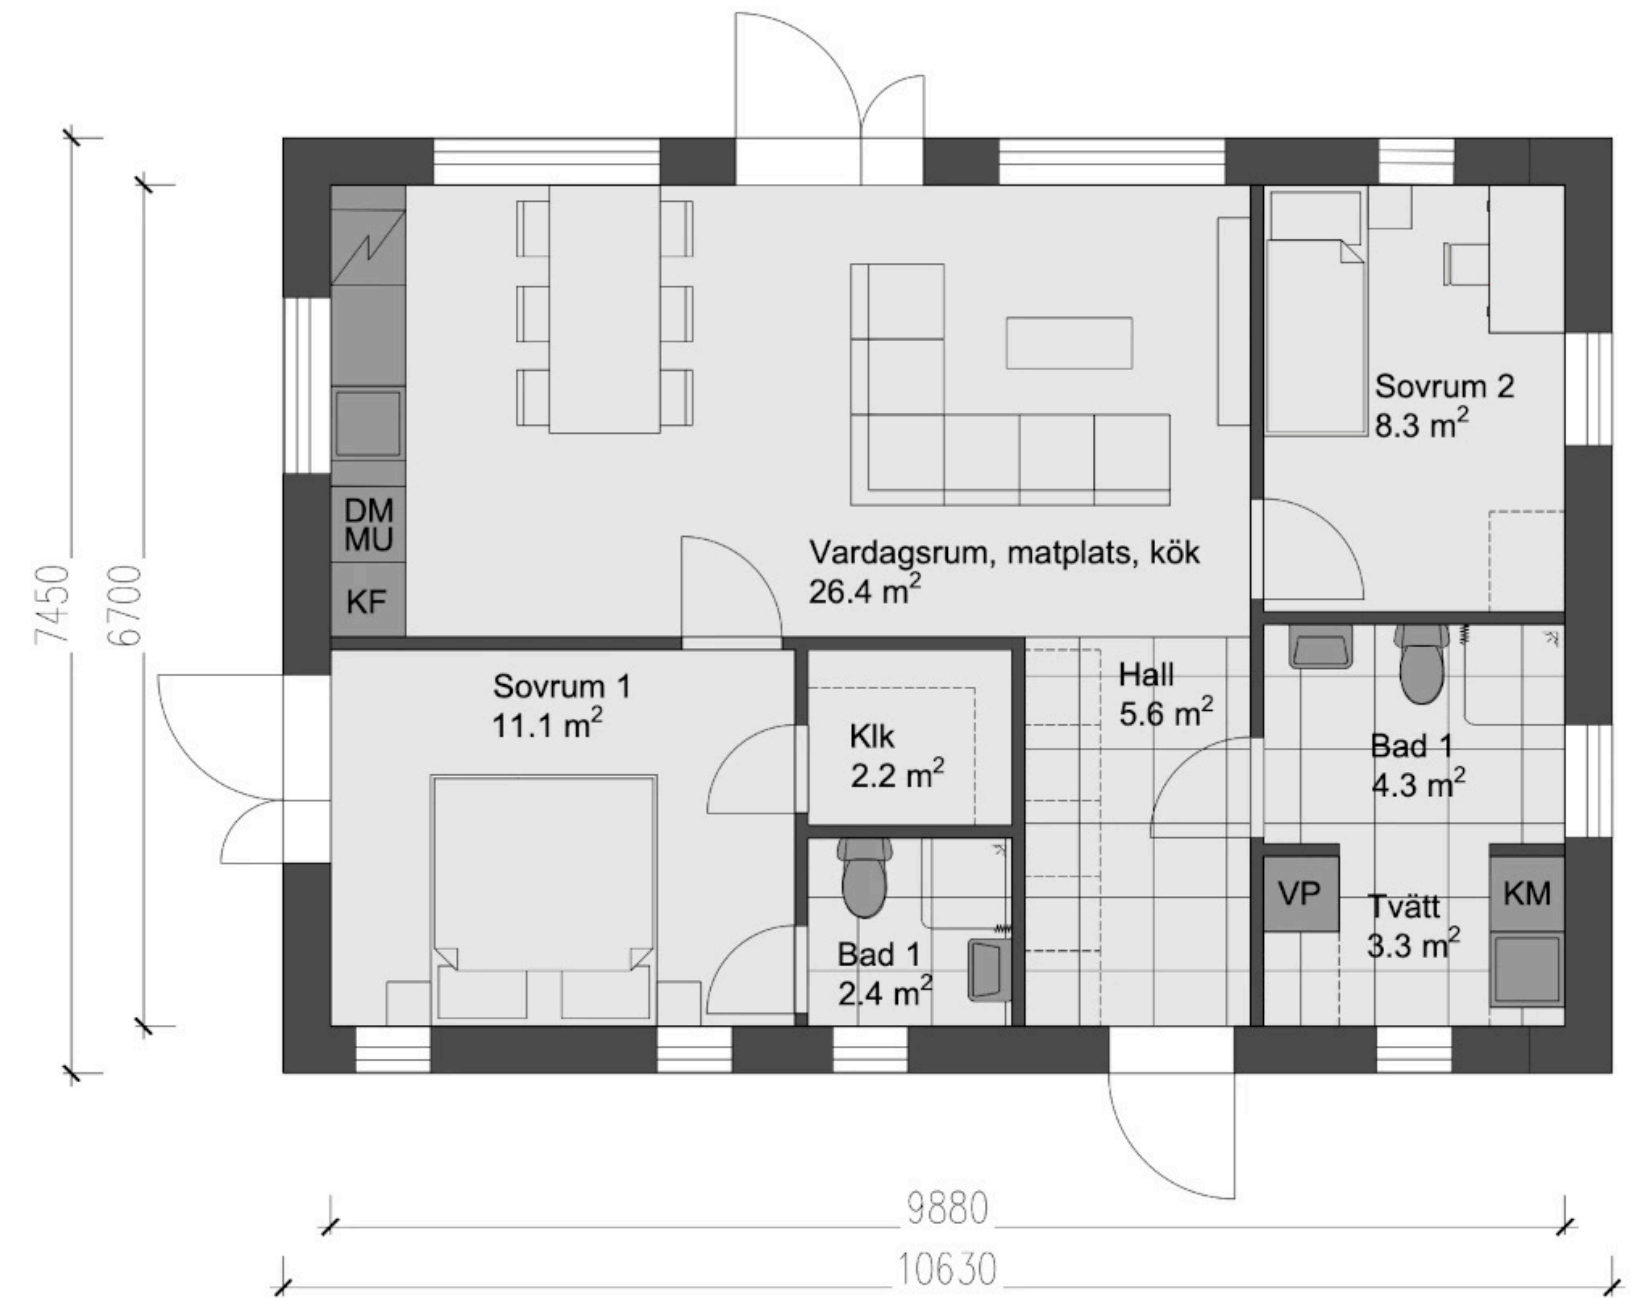 Sovrum 2
8.3 m²
DM
MU
KF
Vardagsrum, matplats, kök
26.4 m²
7450
6700
Sovrum 1
11.1 m²
Klk
2.2 m²
Hall
5.6 m²
Bad 1
4.3 m²
VP
KM
Tvätt
3.3 m²
Bad 1
2.4 m²
9880
10630